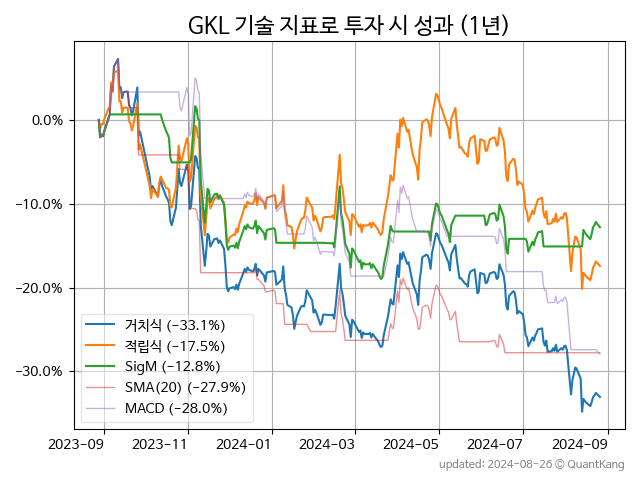 GKL 기술 지표로 투자 시 성과 (1년)
0.0%
−10.0%
−20.0%
−30.0%
거치식 (−33.1%)
적립식 (−17.5%)
SigM (−12.8%)
SMA(20) (−27.9%)
MACD (−28.0%)
2023−09 2023−11 2024−01 2024−03 2024−05 2024−07 2024−09
updated: 2024−08−26 © QuantKang